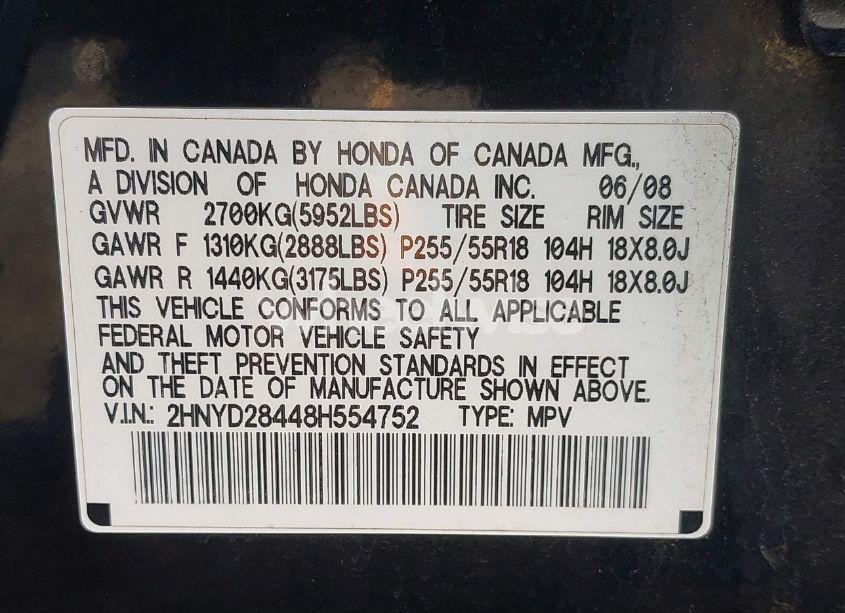 MFD. IN CANADA BY HONDA OF CANADA MFG.,
A DIVISION OF HONDA CANADA INC. 06/08
GVWR 2700KG(5952LBS) TIRE SIZE RIM SIZE
GAWR F 1310KG(2888LBS) P255/55R18 104H 18X8.0J
GAWR R 1440KG(3175LBS) P255/55R18 104H 18X8.0J
THIS VEHICLE CONFORMS TO ALL APPLICABLE
FEDERAL MOTOR VEHICLE SAFETY
AND THEFT PREVENTION STANDARDS IN EFFECT
ON THE DATE OF MANUFACTURE SHOWN ABOVE.
V.I.N.: 2HNYD28448H554752 TYPE: MPV